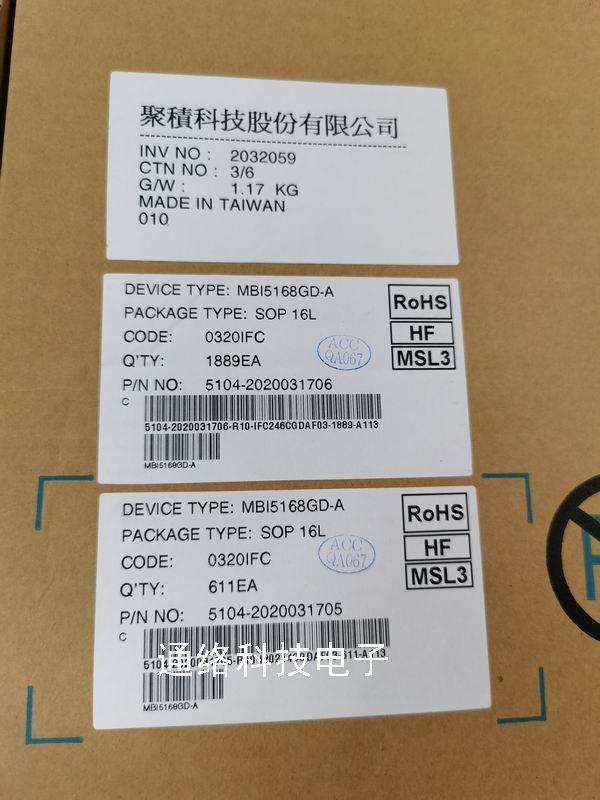 聚積科技股份有限公司
INV NO : 2032059
CTN NO : 3/6
G/W : 1.17 KG
MADE IN TAIWAN
010
DEVICE TYPE: MBI5168GD-A
RoHS
PACKAGE TYPE: SOP 16L
HF
CODE: 0320IFC
ACC
QA067
MSL3
Q'TY: 1889EA
P/N NO: 5104-2020031706
C
5104-2020031706-R10-IFC246CGDAF03-1889-A113
MBI5168GD-A
DEVICE TYPE: MBI5168GD-A
RoHS
PACKAGE TYPE: SOP 16L
HF
CODE: 0320IFC
ACC
QA067
MSL3
Q'TY: 611EA
P/N NO: 5104-2020031705
C
通络科技电子
MBI5168GD-A